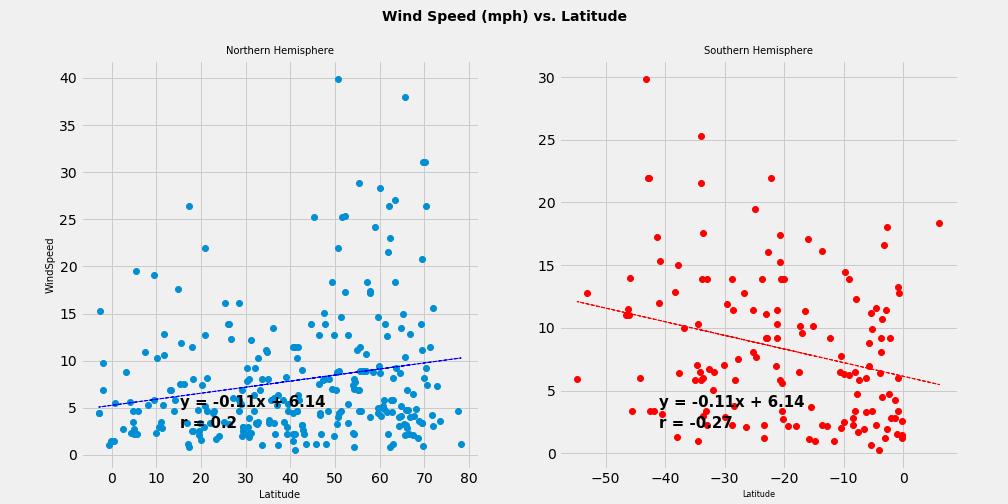 Wind Speed (mph) vs. Latitude
Northern Hemisphere
Southern Hemisphere
40
35
30
25
20
15
10
5
0
WindSpeed
y = -0.11x + 6.14
r = 0.2
0 10 20 30 40 50 60 70 80
Latitude
30
25
20
15
10
5
0
y = -0.11x + 6.14
r = -0.27
−50 −40 −30 −20 −10 0
Latitude